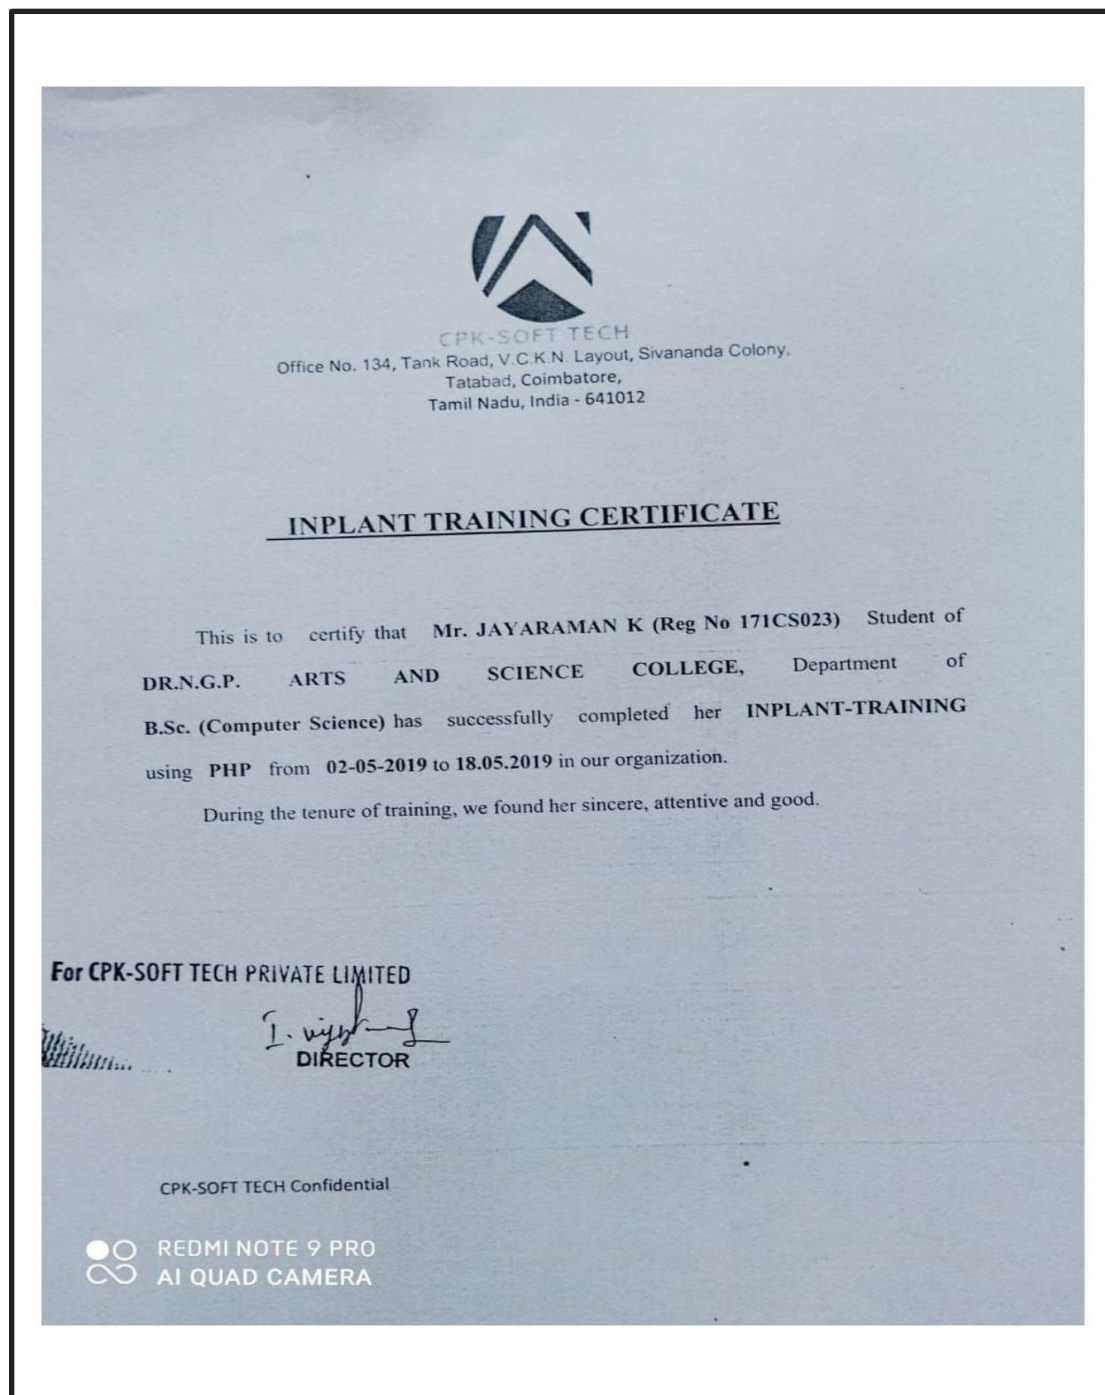 CPK-SOFT TECH
Office No. 134, Tank Road, V.C.K.N. Layout, Sivananda Colony,
Tatabad, Coimbatore,
Tamil Nadu, India - 641012
INPLANT TRAINING CERTIFICATE
This is to certify that Mr. JAYARAMAN K (Reg No 171CS023) Student of
DR.N.G.P. ARTS AND SCIENCE COLLEGE, Department of
B.Sc. (Computer Science) has successfully completed her INPLANT-TRAINING
using PHP from 02-05-2019 to 18.05.2019 in our organization.
During the tenure of training, we found her sincere, attentive and good.
For CPK-SOFT TECH PRIVATE LIMITED
DIRECTOR
CPK-SOFT TECH Confidential
REDMI NOTE 9 PRO
AI QUAD CAMERA